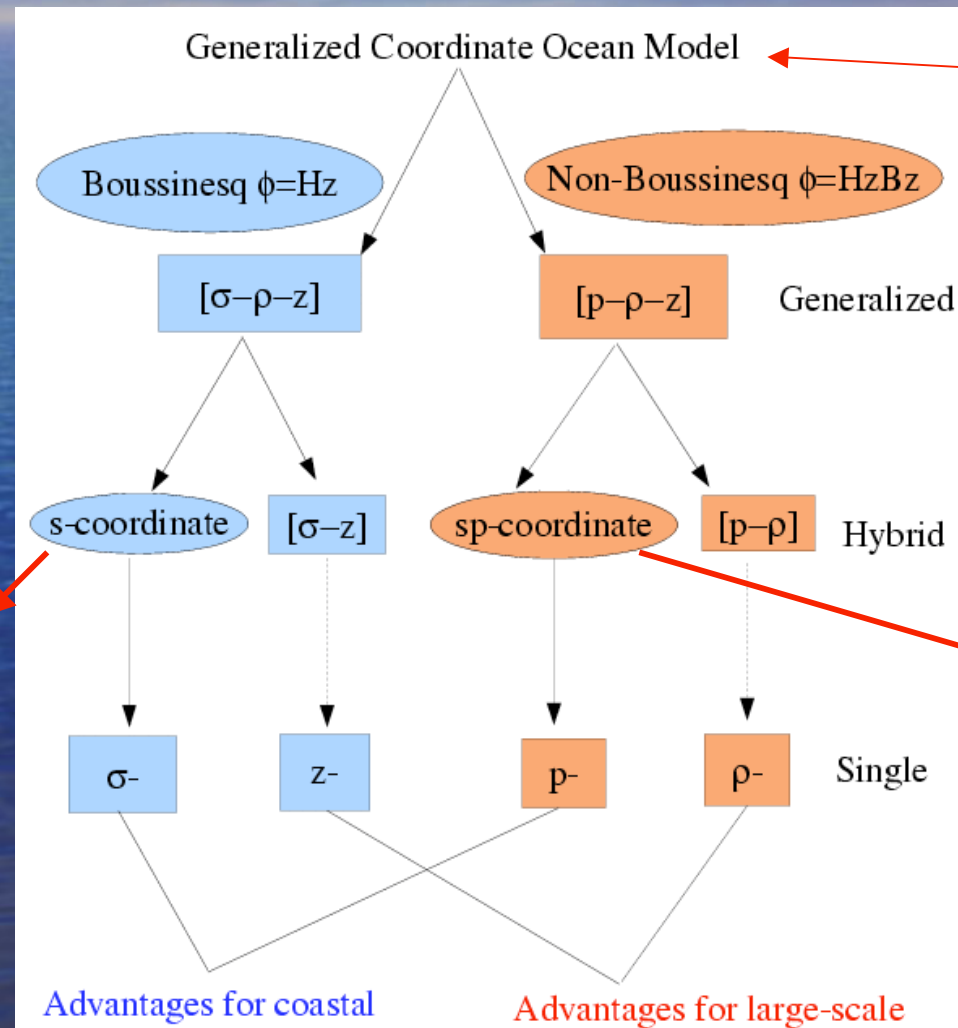 Generalized Coordinate Ocean Model
Boussinesq ϕ=Hz
Non-Boussinesq ϕ=HzBz
[σ–ρ–z]
[p–ρ–z]
Generalized
s-coordinate
[σ–z]
sp-coordinate
[p–ρ]
Hybrid
σ-
z-
p-
ρ-
Single
Advantages for coastal
Advantages for large-scale